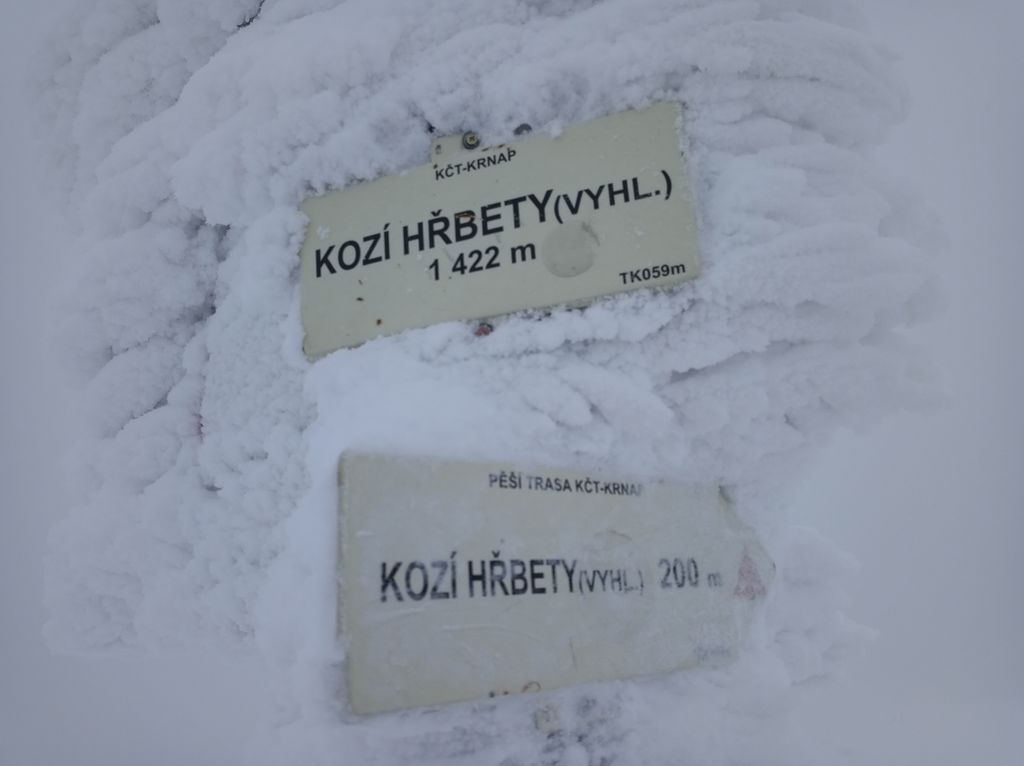 KČT-KRNAP
KOZÍ HŘBETY(VYHL.)
1 422 m
TK059m
PĚŠÍ TRASA KČT-KRNAP
KOZÍ HŘBETY(VYHL.) 200 m